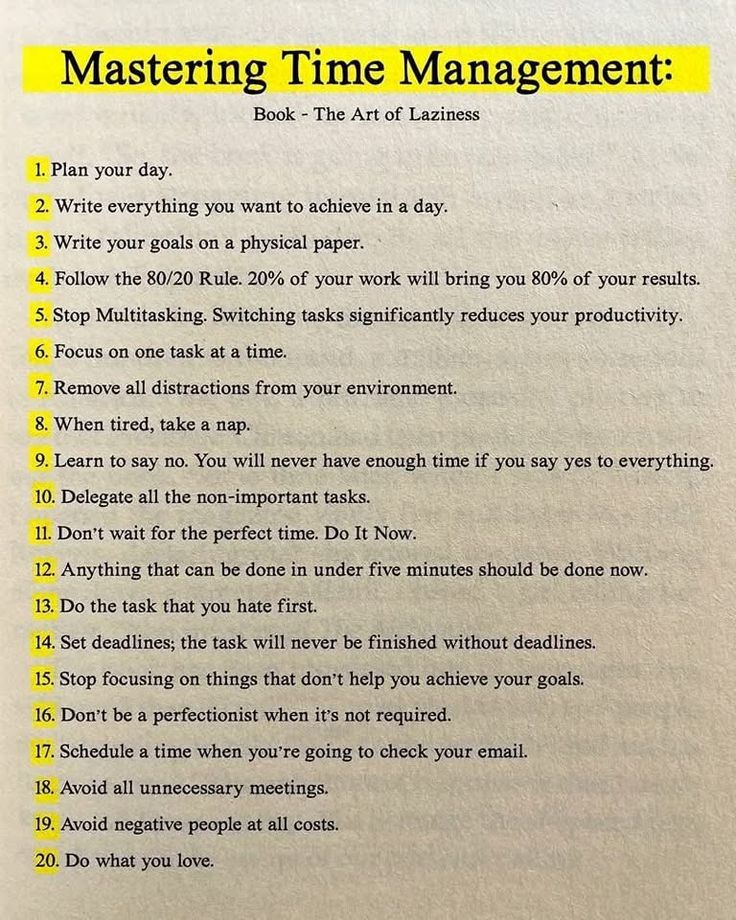 Mastering Time Management:
Book - The Art of Laziness
1. Plan your day.
2. Write everything you want to achieve in a day.
3. Write your goals on a physical paper.
4. Follow the 80/20 Rule. 20% of your work will bring you 80% of your results.
5. Stop Multitasking. Switching tasks significantly reduces your productivity.
6. Focus on one task at a time.
7. Remove all distractions from your environment.
8. When tired, take a nap.
9. Learn to say no. You will never have enough time if you say yes to everything.
10. Delegate all the non-important tasks.
11. Don't wait for the perfect time. Do It Now.
12. Anything that can be done in under five minutes should be done now.
13. Do the task that you hate first.
14. Set deadlines; the task will never be finished without deadlines.
15. Stop focusing on things that don't help you achieve your goals.
16. Don't be a perfectionist when it's not required.
17. Schedule a time when you're going to check your email.
18. Avoid all unnecessary meetings.
19. Avoid negative people at all costs.
20. Do what you love.